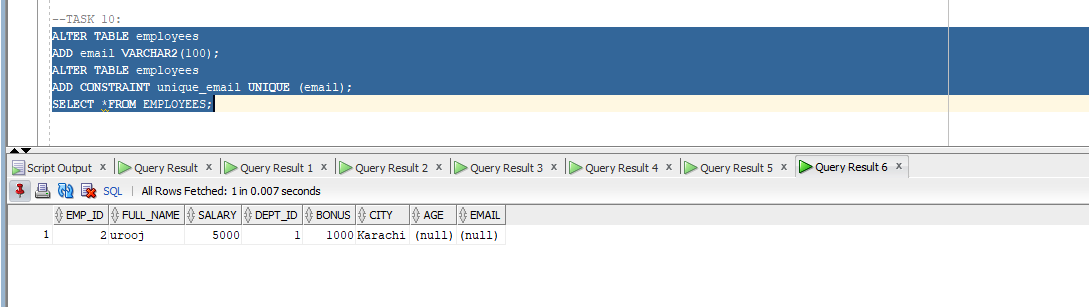 --TASK 10:
ALTER TABLE employees
ADD email VARCHAR2(100);
ALTER TABLE employees
ADD CONSTRAINT unique_email UNIQUE (email);
SELECT *FROM EMPLOYEES;
Script Output x Query Result x Query Result 1 x Query Result 2 x Query Result 3 x Query Result 4 x Query Result 5 x Query Result 6 x
SQL | All Rows Fetched: 1 in 0.007 seconds
EMP_ID FULL_NAME SALARY DEPT_ID BONUS CITY AGE EMAIL
1 2 urooj 5000 1 1000 Karachi (null) (null)